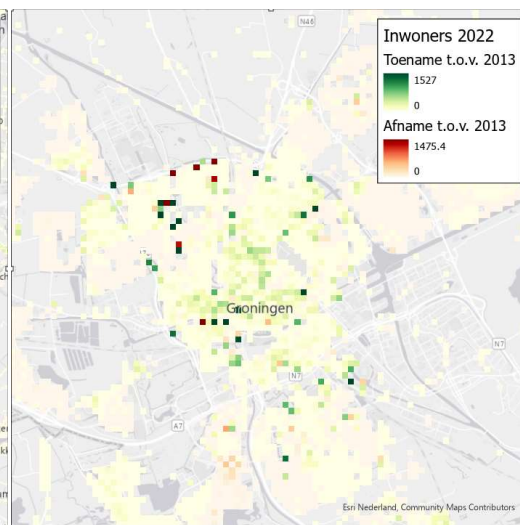 N46
Inwoners 2022
Toename t.o.v. 2013
1527
0
Afname t.o.v. 2013
1475.4
0
Groningen
N7
N7
A7
Esri Nederland, Community Maps Contributors